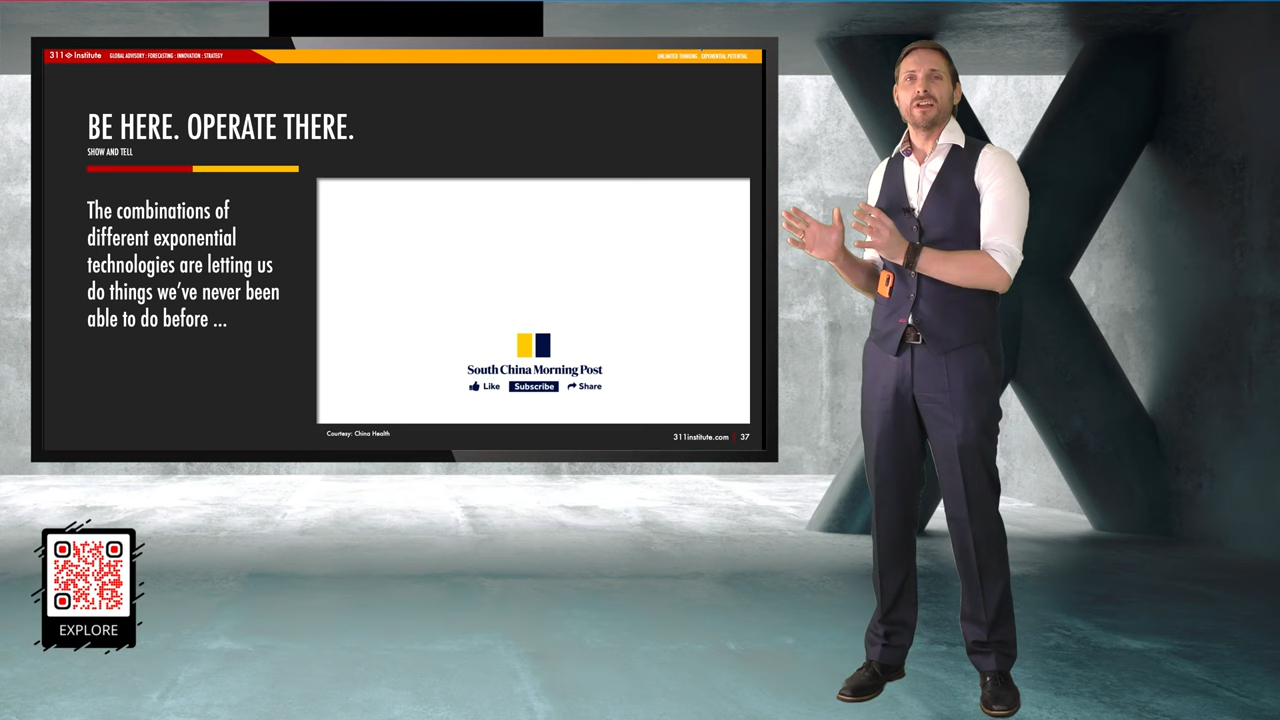 311 Institute
GLOBAL ADVISORY : FORECASTING : INNOVATION : STRATEGY
UNLIMITED THINKING . EXPONENTIAL POTENTIAL
BE HERE. OPERATE THERE.
SHOW AND TELL
The combinations of
different exponential
technologies are letting us
do things we've never been
able to do before ...
South China Morning Post
Like Subscribe Share
Courtesy: China Health
311institute.com | 37
EXPLORE